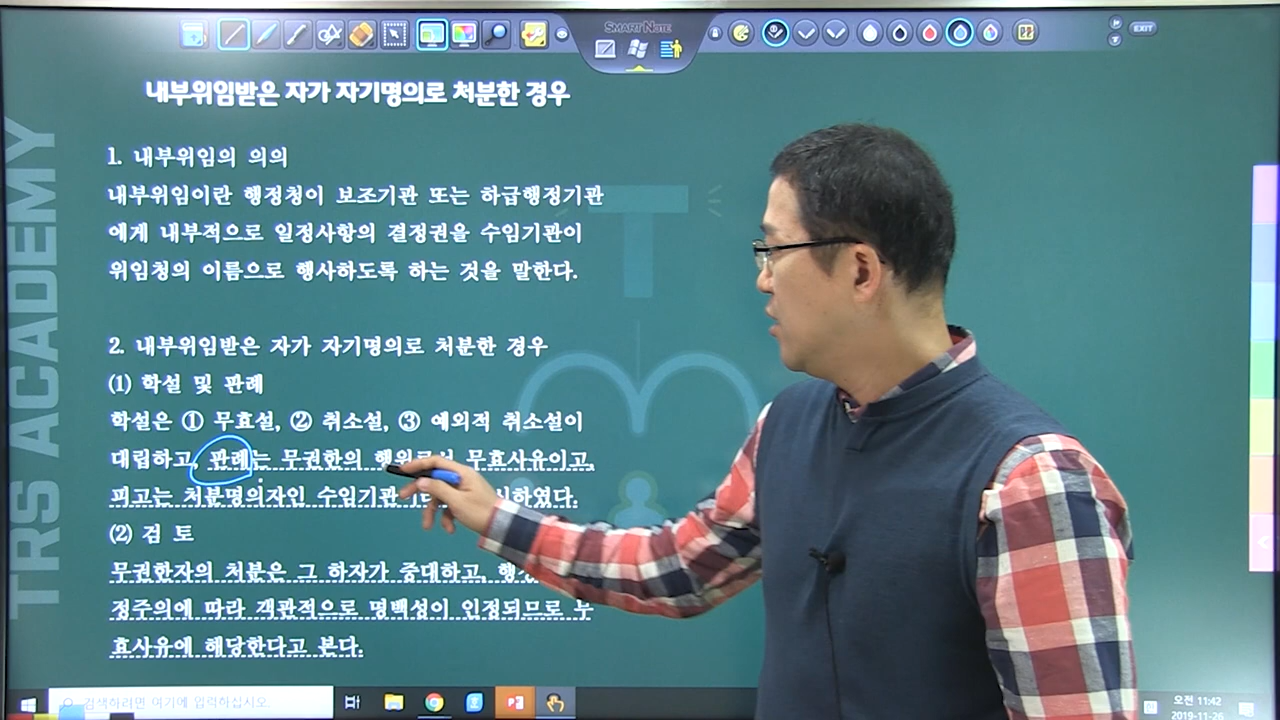 SMART NOTE
EXIT
내부위임받은 자가 자기명의로 처분한 경우
1. 내부위임의 의의
내부위임이란 행정청이 보조기관 또는 하급행정기관
에게 내부적으로 일정사항의 결정권을 수임기관이
위임청의 이름으로 행사하도록 하는 것을 말한다.
2. 내부위임받은 자가 자기명의로 처분한 경우
(1) 학설 및 판례
학설은 ① 무효설, ② 취소설, ③ 예외적 취소설이
대립하고, 판례는 무권한의 행위로서 무효사유이고,
피고는 처분명의자인 수임기관
(2) 검 토
무권한자의 처분은 그 하자가 중대하고,
정주의에 따라 객관적으로 명백성이 인정되므로 무
효사유에 해당한다고 본다.
TRS ACADEMY
검색하려면 여기에 입력하십시오.
오전 11:42
2019-11-26